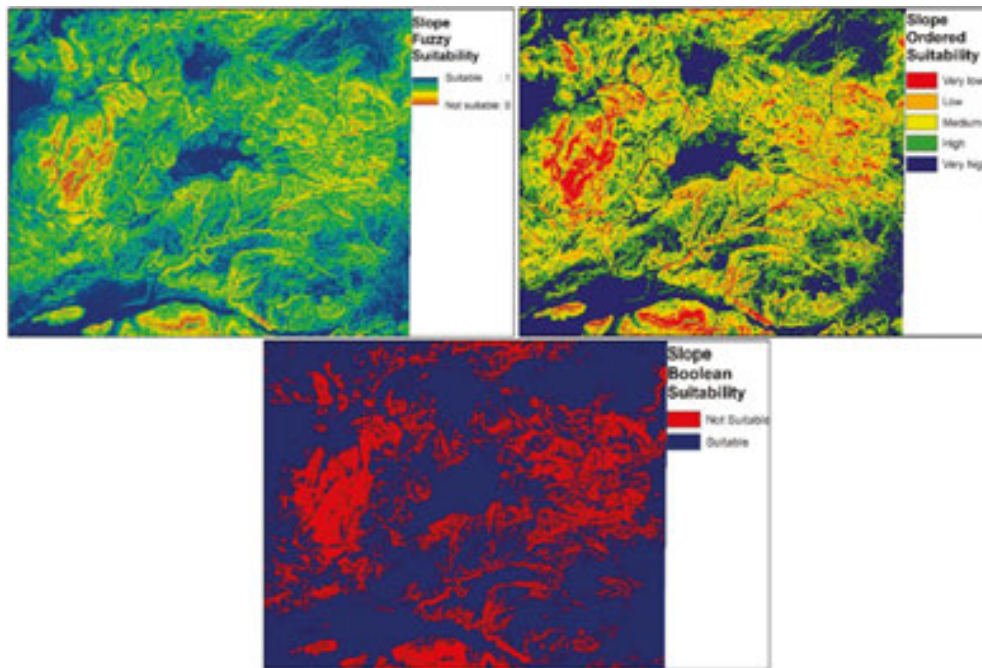 Slope
Fuzzy
Suitability
Suitable : 1
Not suitable: 0
Slope
Ordered
Suitability
Very low
Low
Medium
High
Very hig
Slope
Boolean
Suitability
Not Suitable
Suitable